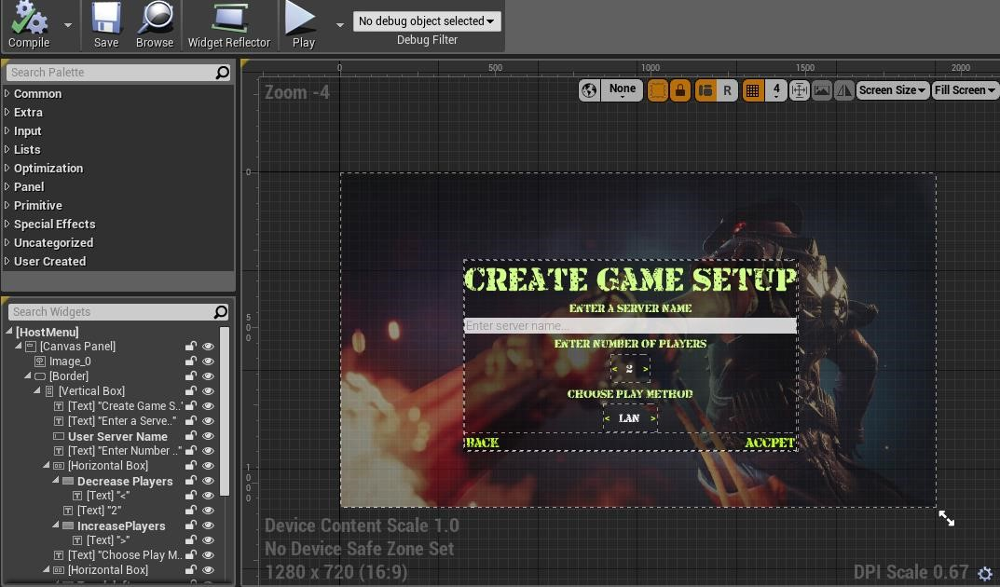 Compile
Save
Browse
Widget Reflector
Play
No debug object selected
Debug Filter
Search Palette
Common
Extra
Input
Lists
Optimization
Panel
Primitive
Special Effects
Uncategorized
User Created
Search Widgets
[HostMenu]
[Canvas Panel]
Image_0
[Border]
[Vertical Box]
[Text] "Create Game S.."
[Text] "Enter a Serve.."
User Server Name
[Text] "Enter Number .."
[Horizontal Box]
Decrease Players
[Text] "<"
[Text] "2"
IncreasePlayers
[Text] ">"
[Text] "Choose Play M..
[Horizontal Box]
0 500 1000 1500 2000
Zoom -4
None
R
4
Screen Size
Fill Screen
0
500
1000
CREATE GAME SETUP
ENTER A SERVER NAME
Enter server name...
ENTER NUMBER OF PLAYERS
< 2 >
CHOOSE PLAY METHOD
< LAN >
BACK ACCPET
Device Content Scale 1.0
No Device Safe Zone Set
1280 x 720 (16:9)
DPI Scale 0.67